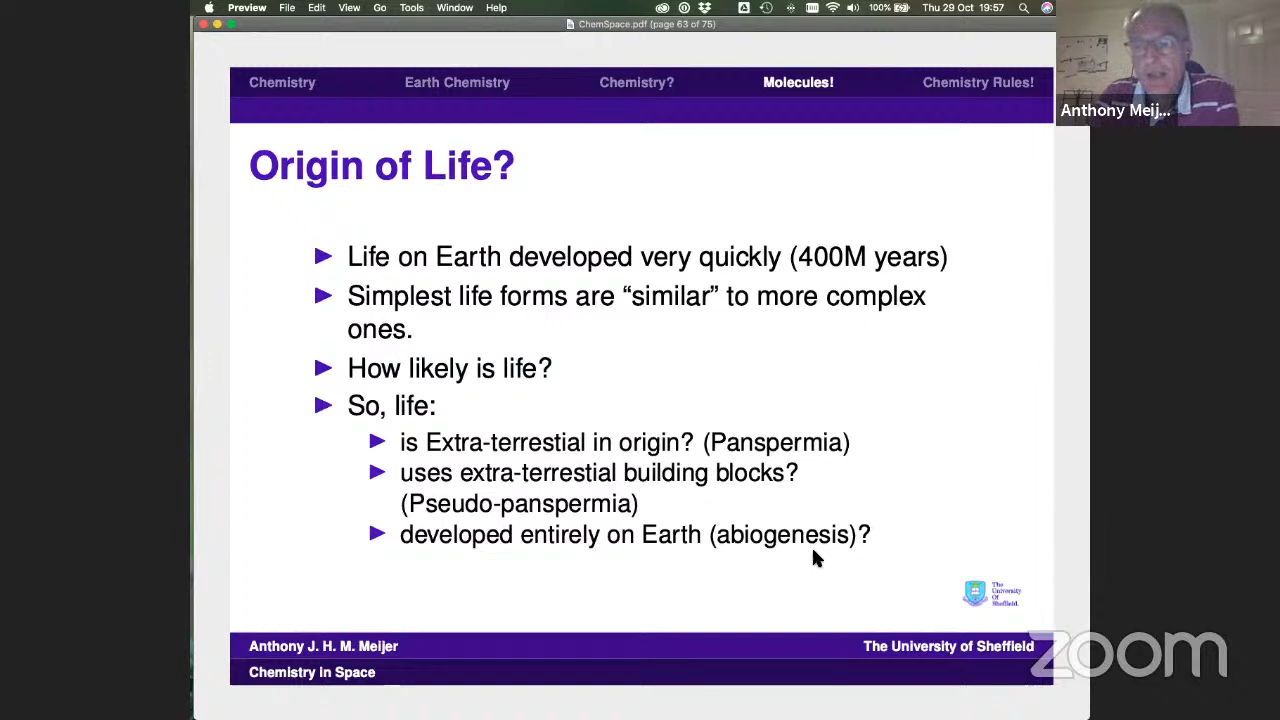 Preview File Edit View Go Tools Window Help 100% Thu 29 Oct 19:57
ChemSpace.pdf (page 63 of 75)
Chemistry Earth Chemistry Chemistry? Molecules! Chemistry Rules!
Anthony Meij...
Origin of Life?
Life on Earth developed very quickly (400M years)
Simplest life forms are “similar” to more complex
ones.
How likely is life?
So, life:
is Extra-terrestial in origin? (Panspermia)
uses extra-terrestial building blocks?
(Pseudo-panspermia)
developed entirely on Earth (abiogenesis)?
The
University
Of
Sheffield.
Anthony J. H. M. Meijer The University of Sheffield
Chemistry in Space
zoom